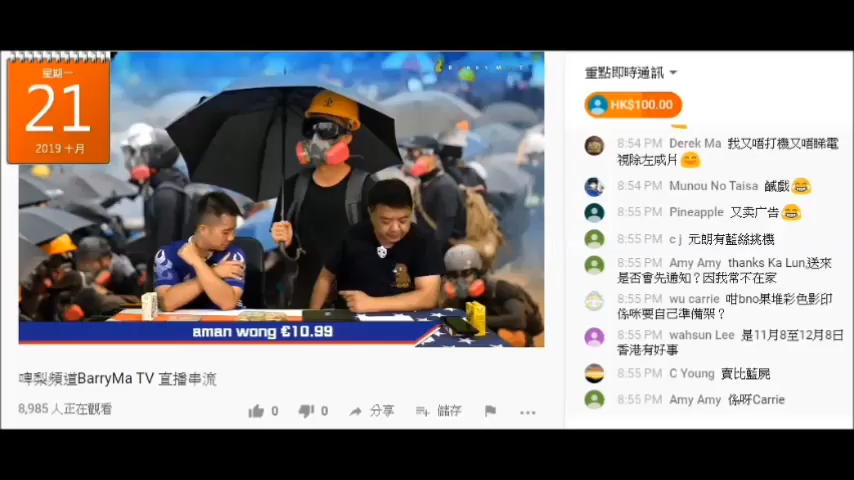 星期一
21
2019 十月
BARRYMA TV
aman wong €10.99
啤梨頻道BarryMa TV 直播串流
8,985 人正在觀看
0
0
分享
儲存
重點即時通訊
HK$100.00
8:54 PM Derek Ma 我又唔打機又唔睇電
視除左咸片
8:54 PM Munou No Taisa 鹹戲
8:55 PM Pineapple 又卖广告
8:55 PM c j 元朗有藍絲挑機
8:55 PM Amy Amy thanks Ka Lun,送來
是否會先通知？因我常不在家
8:55 PM wu carrie 咁bno果堆彩色影印
係咪要自己準備架？
8:55 PM wahsun Lee 是11月8至12月8日
香港有好事
8:55 PM C Young 賣比藍屍
8:55 PM Amy Amy 係呀Carrie